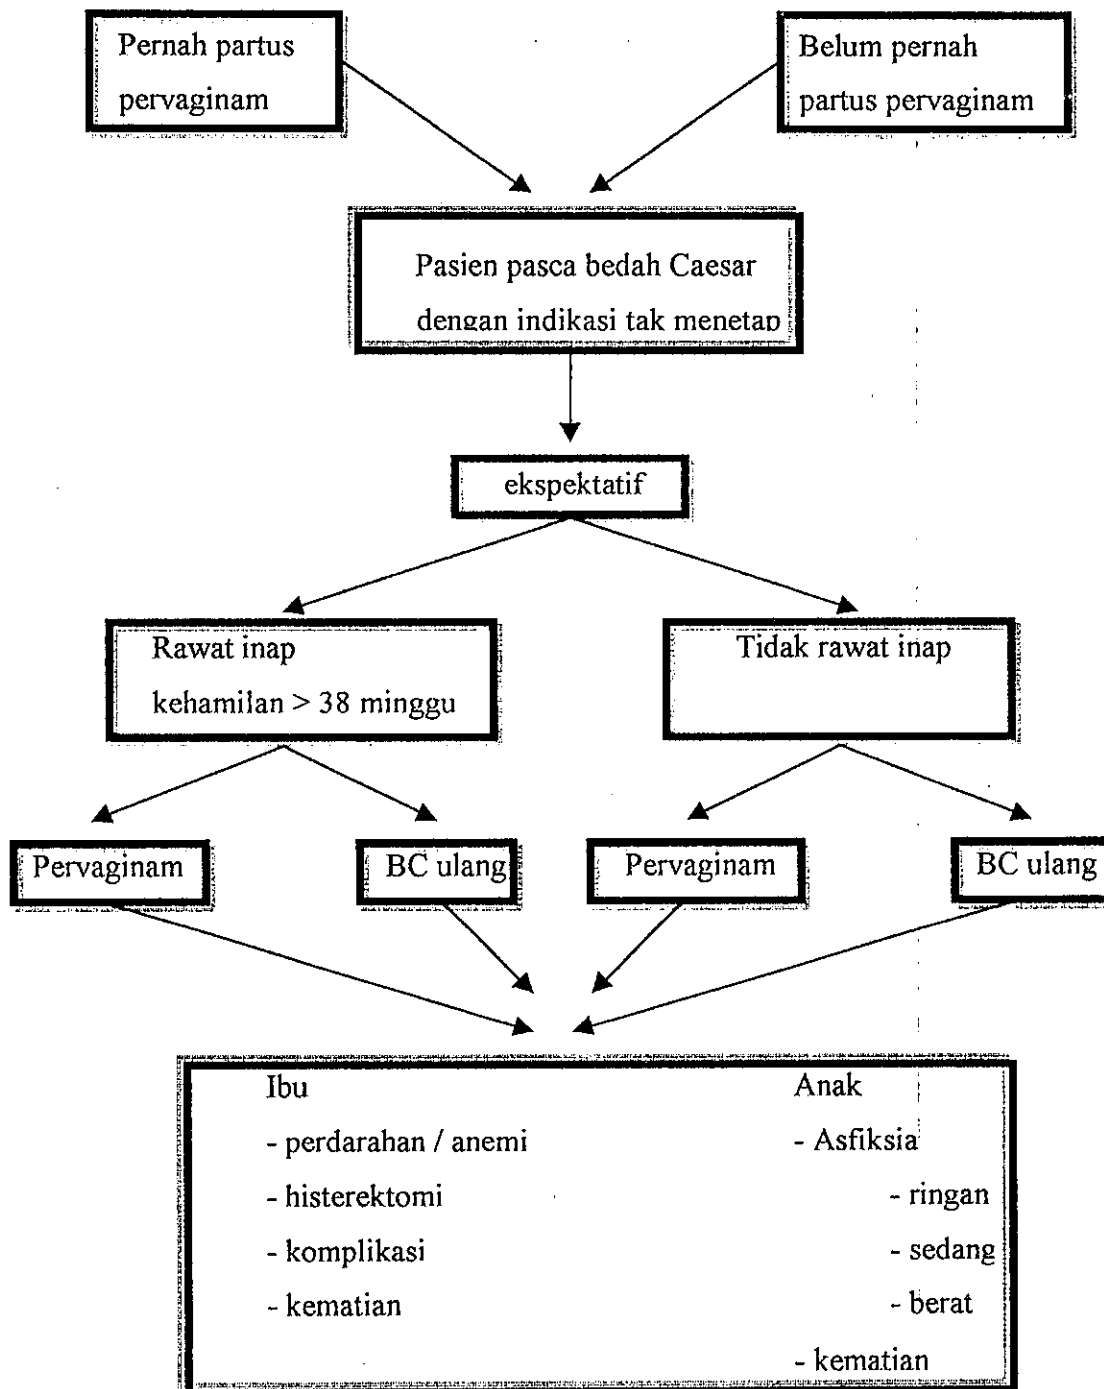 Pernah partus
pervaginam
Belum pernah
partus pervaginam
Pasien pasca bedah Caesar
dengan indikasi tak menetap
ekspektatif
Rawat inap
kehamilan > 38 minggu
Tidak rawat inap
Pervaginam
BC ulang
Pervaginam
BC ulang
Ibu
- perdarahan / anemi
- histerektomi
- komplikasi
- kematian
Anak
- Asfiksia
- ringan
- sedang
- berat
- kematian